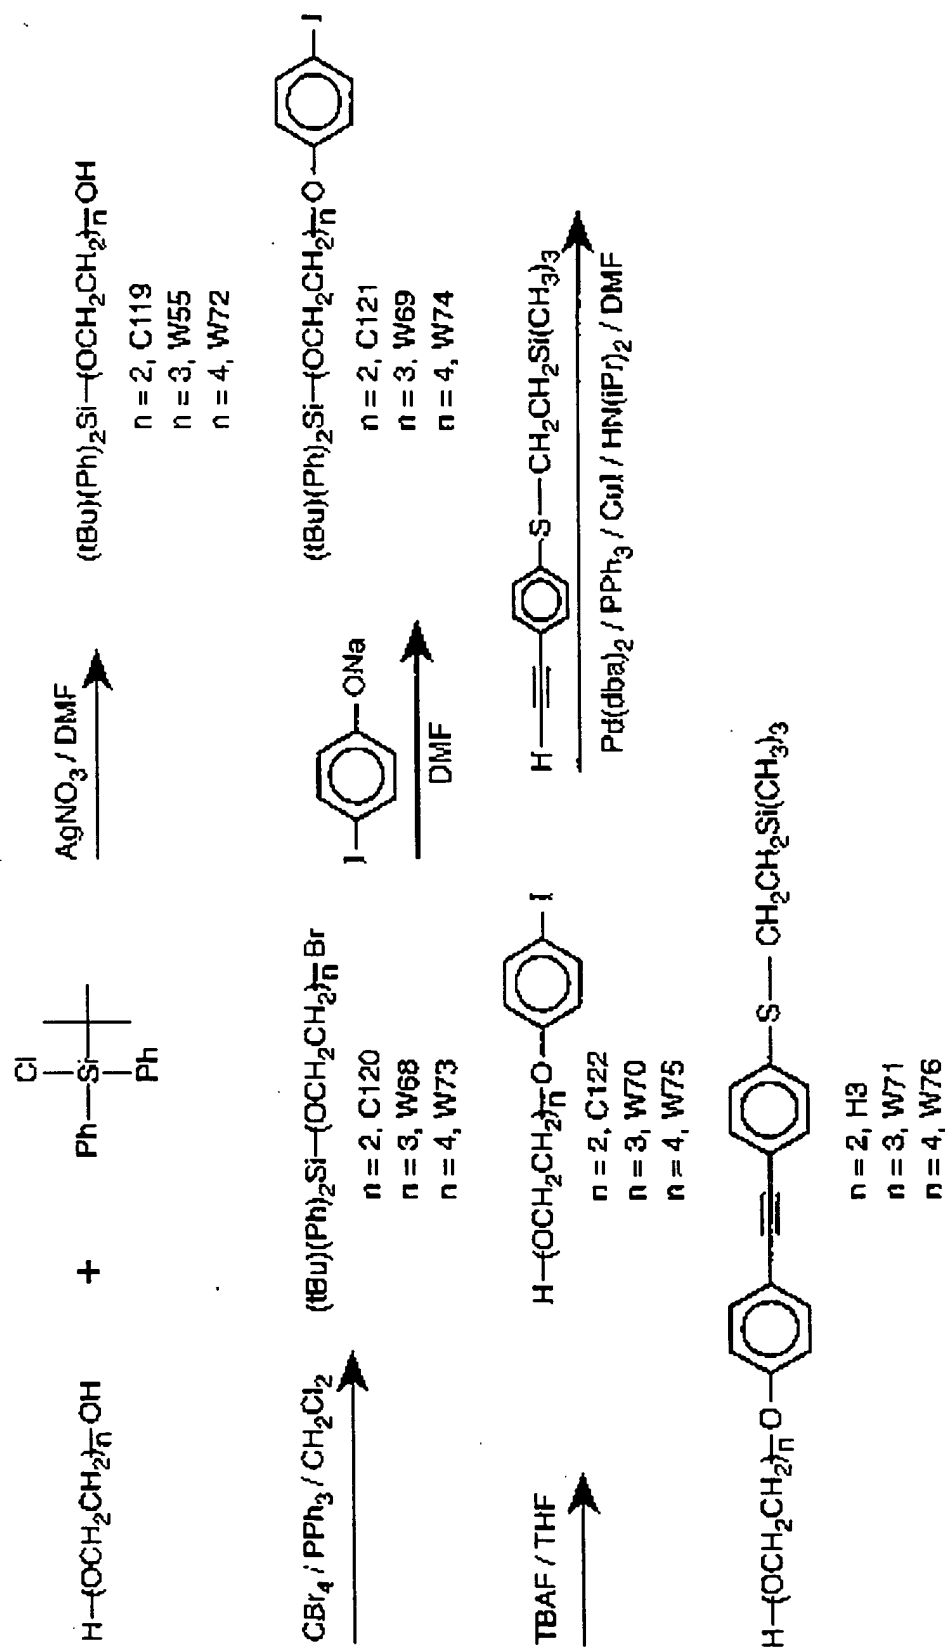 H—(OCH2CH2)n—OH + Ph—Si—Ph Cl
AgNO3 / DMF
(tBu)(Ph)2Si—(OCH2CH2)n—OH
n = 2, C119
n = 3, W55
n = 4, W72
CBr4 / PPh3 / CH2Cl2
(tBu)(Ph)2Si—(OCH2CH2)n—Br
n = 2, C120
n = 3, W68
n = 4, W73
I—ONa
DMF
(tBu)(Ph)2Si—(OCH2CH2)n—O—I
n = 2, C121
n = 3, W69
n = 4, W74
TBAF / THF
H—(OCH2CH2)n—O—I
n = 2, C122
n = 3, W70
n = 4, W75
H—≡—S—CH2CH2Si(CH3)3
Pd(dba)2 / PPh3 / CuI / HN(iPr)2 / DMF
H—(OCH2CH2)n—O—≡—S—CH2CH2Si(CH3)3
n = 2, H3
n = 3, W71
n = 4, W76